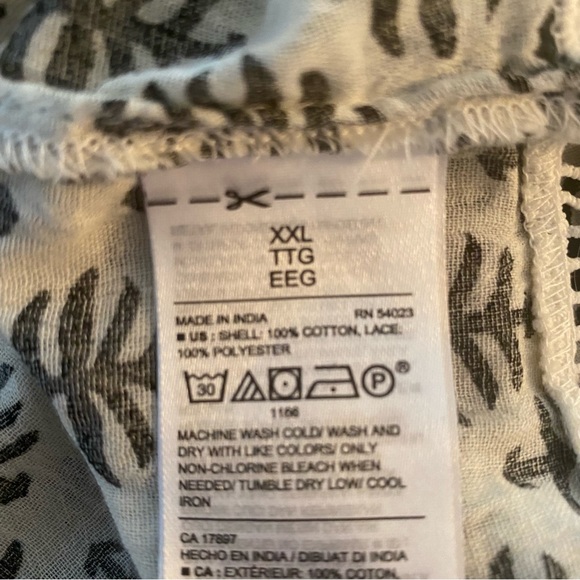 XXL
TTG
EEG
MADE IN INDIA RN 54023
■ US : SHELL: 100% COTTON, LACE:
100% POLYESTER
30 P ®
1166
MACHINE WASH COLD/ WASH AND
DRY WITH LIKE COLORS/ ONLY
NON-CHLORINE BLEACH WHEN
NEEDED/ TUMBLE DRY LOW/ COOL
IRON
CA 17897
HECHO EN INDIA / DIBUAT DI INDIA
■ CA : EXTÉRIEUR: 100% COTON,